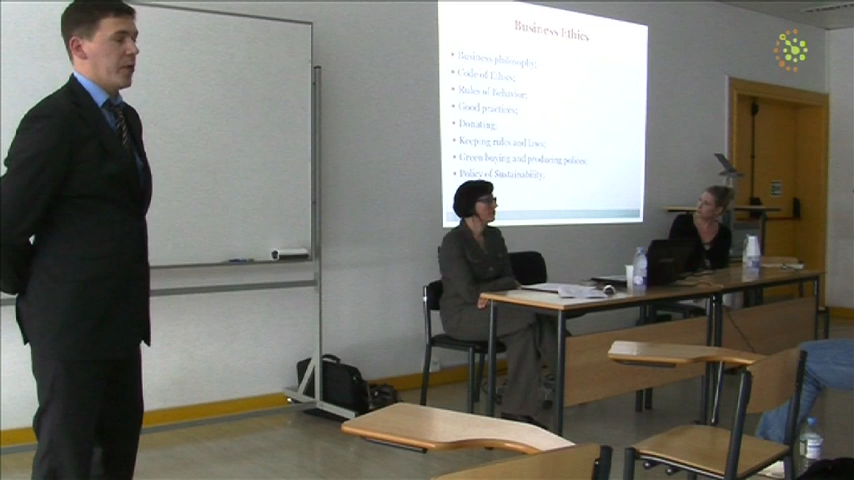 Business Ethics
• Business philosophy;
• Code of Ethics;
• Rules of Behavior;
• Good practices;
• Donating;
• Keeping rules and laws;
• Green buying and producing polices;
• Policy of Sustainability.